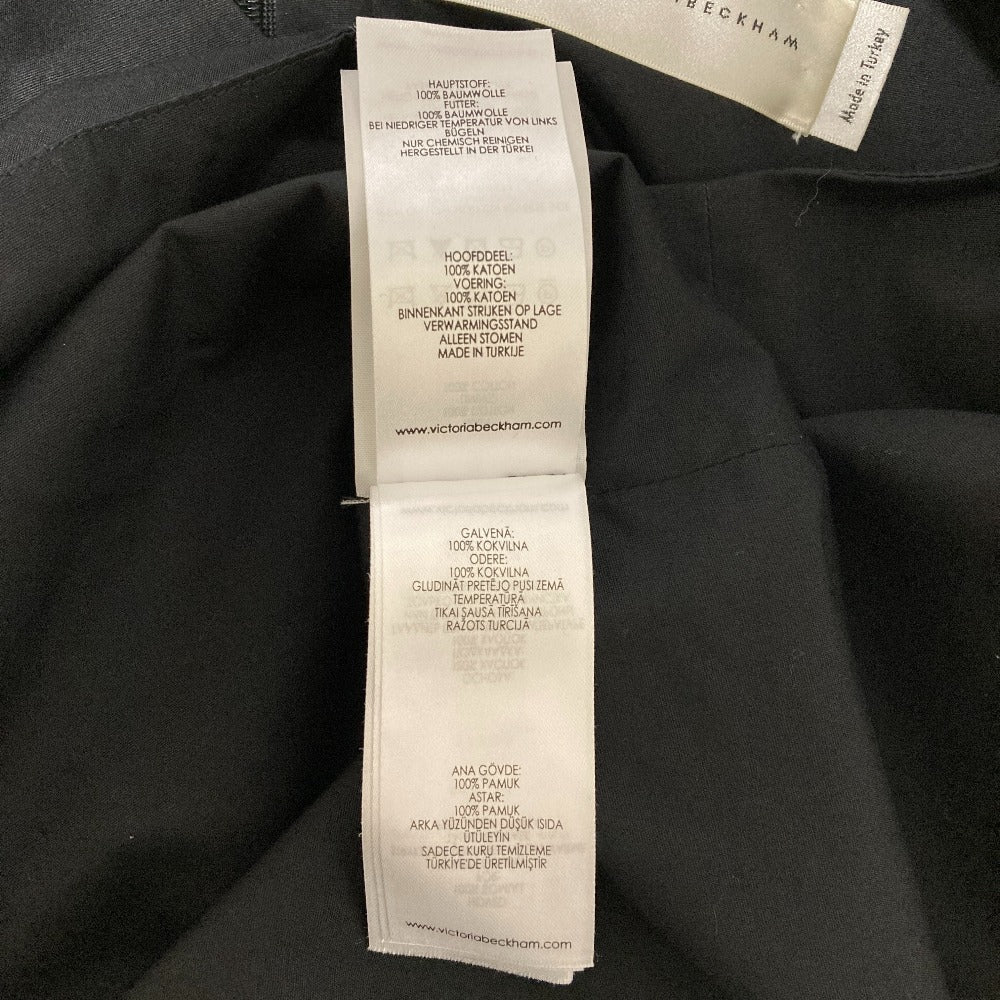 BECKHAM
Made in Turkey
HAUPTSTOFF:
100% BAUMWOLLE
FUTTER:
100% BAUMWOLLE
BEI NIEDRIGER TEMPERATUR VON LINKS
BÜGELN
NUR CHEMISCH REINIGEN
HERGESTELLT IN DER TÜRKEI
HOOFDDEEL:
100% KATOEN
VOERING:
100% KATOEN
BINNENKANT STRIJKEN OP LAGE
VERWARMINGSSTAND
ALLEEN STOMEN
MADE IN TURKIJE
www.victoriabeckham.com
GALVENĀ:
100% KOKVILNA
ODERE:
100% KOKVILNA
GLUDINĀT PRETĒJO PUSI ZEMĀ
TEMPERATŪRĀ
TIKAI SAUSĀ TĪRĪŠANA
RAŽOTS TURCIJĀ
ANA GÖVDE:
100% PAMUK
ASTAR:
100% PAMUK
ARKA YÜZÜNDEN DÜŞÜK ISIDA
ÜTÜLEYİN
SADECE KURU TEMİZLEME
TÜRKİYE'DE ÜRETİLMİŞTİR
www.victoriabeckham.com